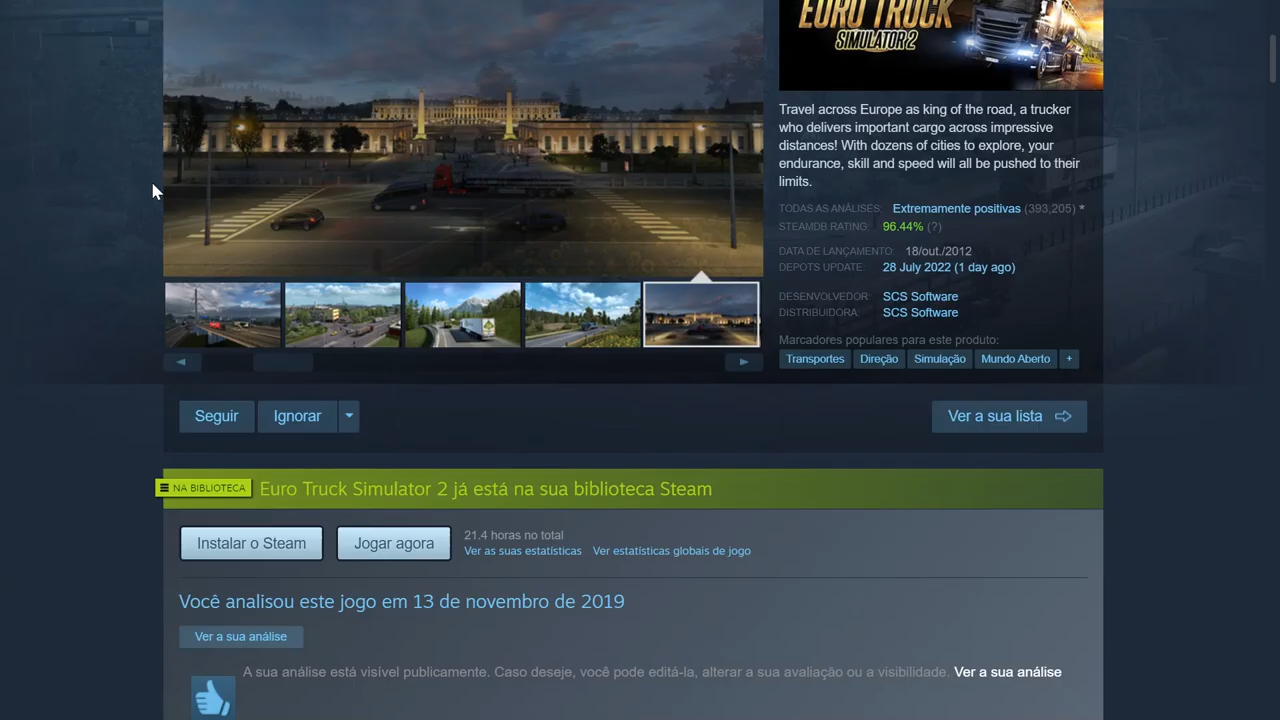 EURO TRUCK
SIMULATOR 2
Travel across Europe as king of the road, a trucker
who delivers important cargo across impressive
distances! With dozens of cities to explore, your
endurance, skill and speed will all be pushed to their
limits.
TODAS AS ANÁLISES: Extremamente positivas (393,205) *
STEAMDB RATING: 96.44% (?)
DATA DE LANÇAMENTO: 18/out./2012
DEPOTS UPDATE: 28 July 2022 (1 day ago)
DESENVOLVEDOR: SCS Software
DISTRIBUIDORA: SCS Software
Marcadores populares para este produto:
Transportes Direção Simulação Mundo Aberto +
Seguir Ignorar Ver a sua lista
NA BIBLIOTECA Euro Truck Simulator 2 já está na sua biblioteca Steam
Instalar o Steam Jogar agora 21.4 horas no total
Ver as suas estatísticas Ver estatísticas globais de jogo
Você analisou este jogo em 13 de novembro de 2019
Ver a sua análise
A sua análise está visível publicamente. Caso deseje, você pode editá-la, alterar a sua avaliação ou a visibilidade. Ver a sua análise